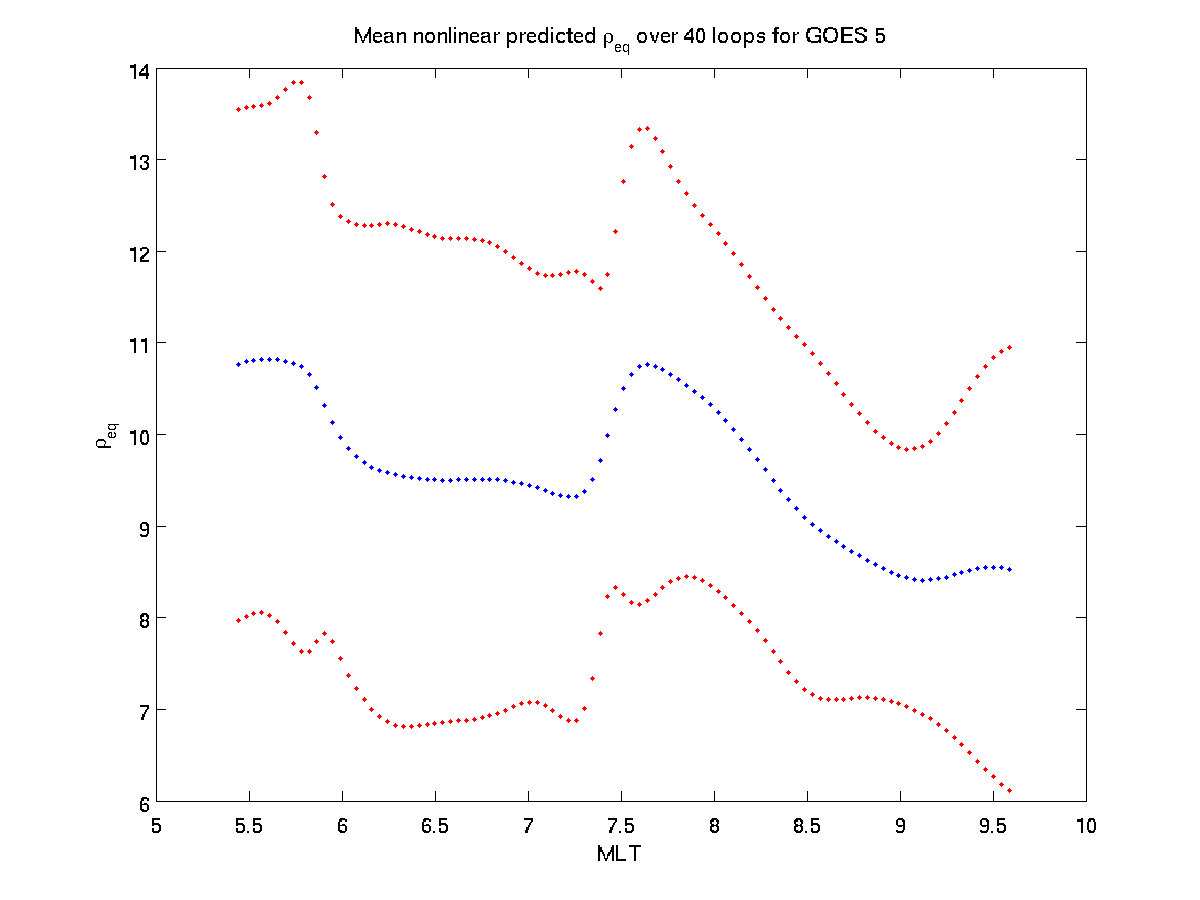 Mean nonlinear predicted ρeq over 40 loops for GOES 5
14
13
12
11
10
9
8
7
6
ρeq
5 5.5 6 6.5 7 7.5 8 8.5 9 9.5 10
MLT